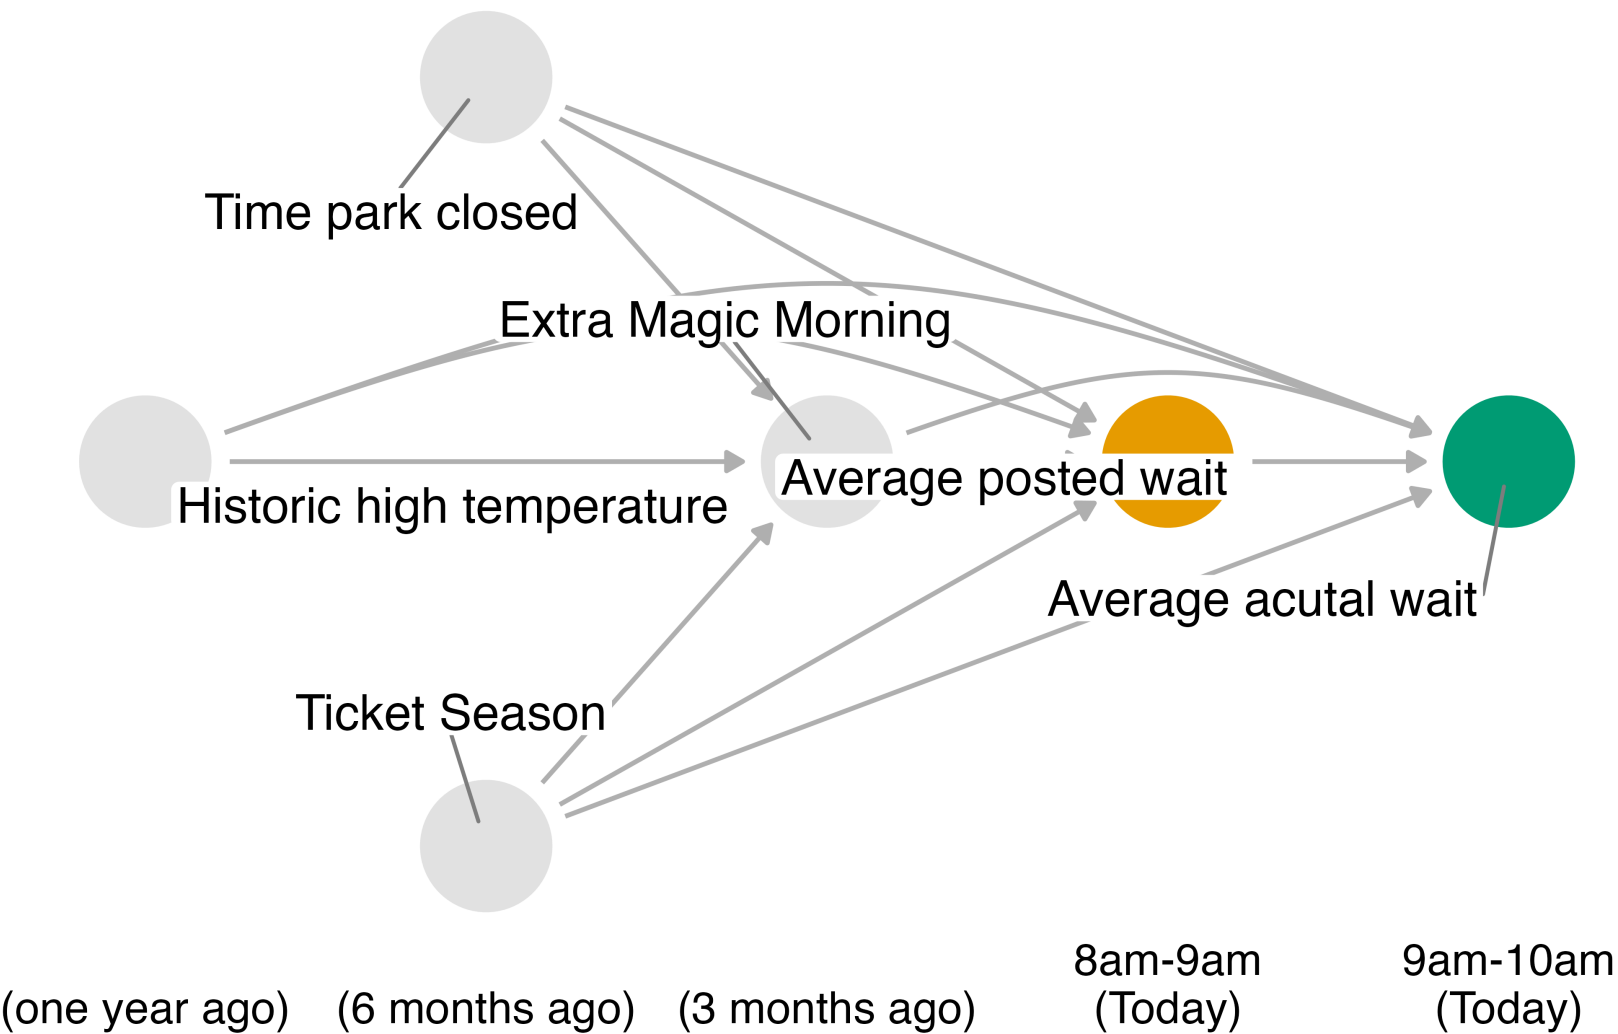 Time park closed
Extra Magic Morning
Average posted wait
Historic high temperature
Average acutal wait
Ticket Season
8am-9am
9am-10am
(one year ago)
(6 months ago)
(3 months ago)
(Today)
(Today)